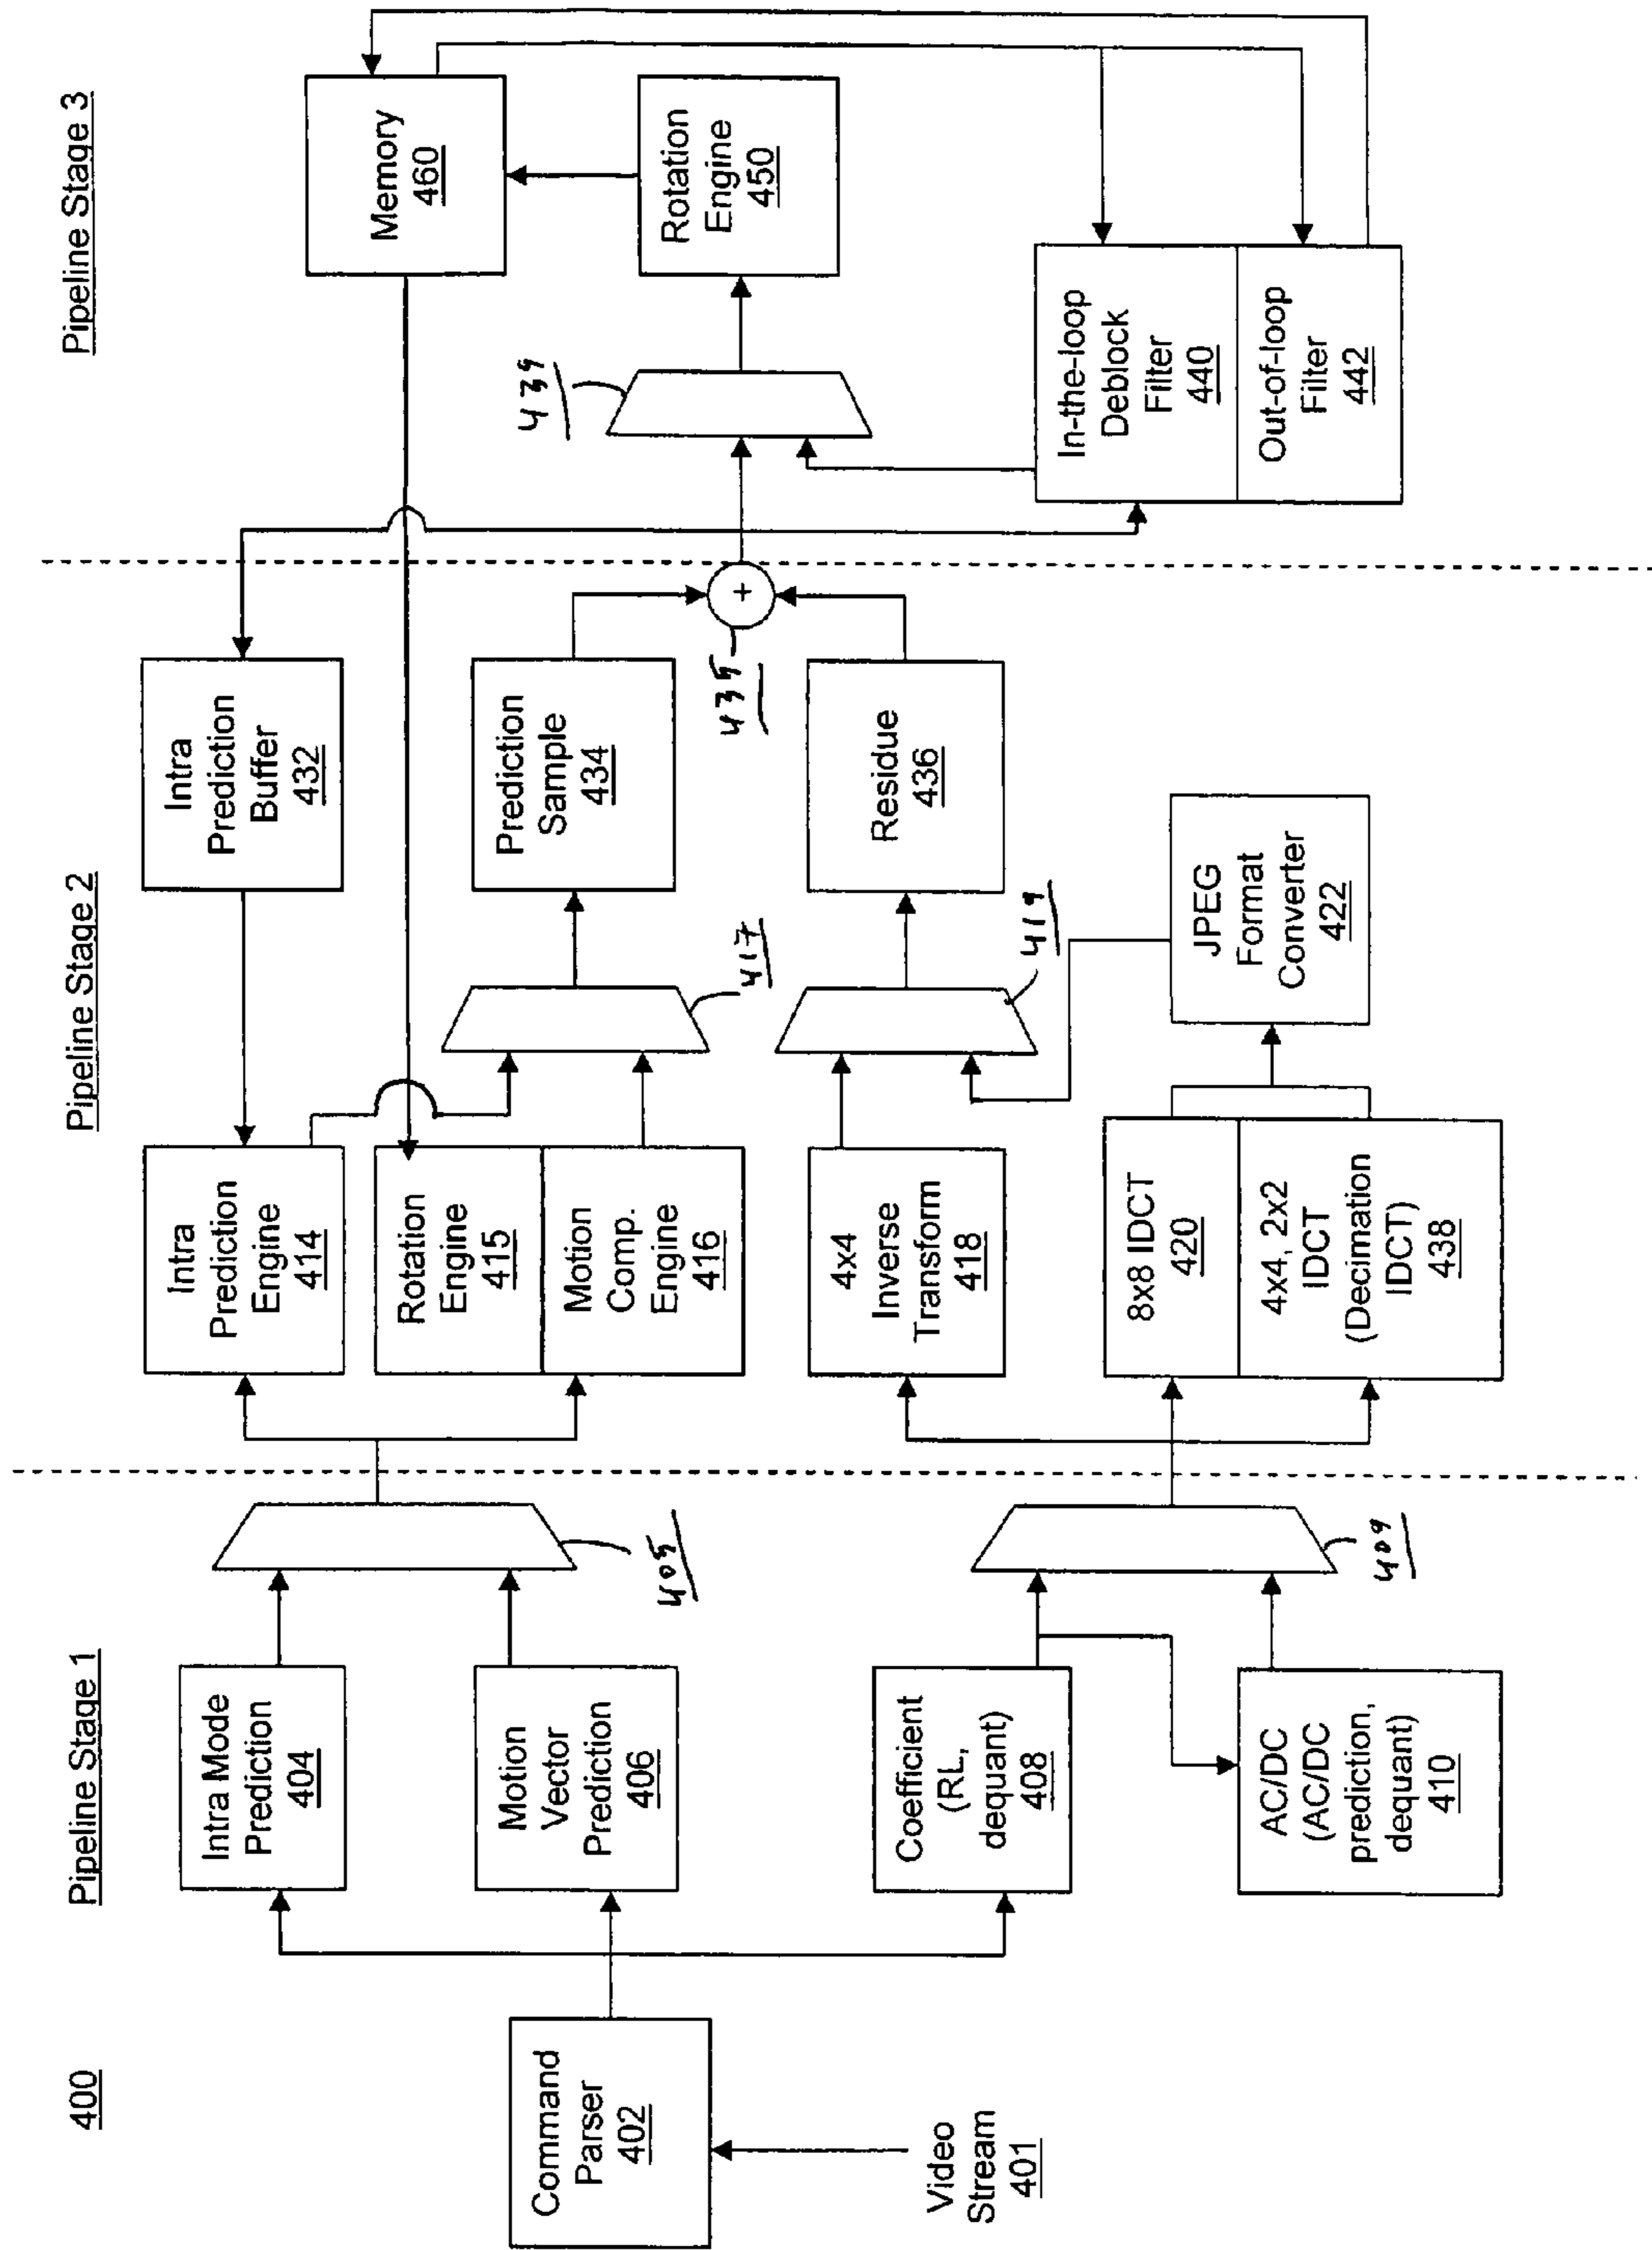 400
Pipeline Stage 1
Pipeline Stage 2
Pipeline Stage 3
Video
Stream
401
Command
Parser
402
Intra Mode
Prediction
404
Motion
Vector
Prediction
406
405
Coefficient
(RL,
dequant)
408
AC/DC
(AC/DC
prediction,
dequant)
410
409
Intra
Prediction
Engine
414
Rotation
Engine
415
Motion
Comp.
Engine
416
4x4
Inverse
Transform
418
8x8 IDCT
420
4x4, 2x2
IDCT
(Decimation
IDCT)
438
417
419
JPEG
Format
Converter
422
Intra
Prediction
Buffer
432
Prediction
Sample
434
Residue
436
+
435
439
Memory
460
Rotation
Engine
450
In-the-loop
Deblock
Filter
440
Out-of-loop
Filter
442